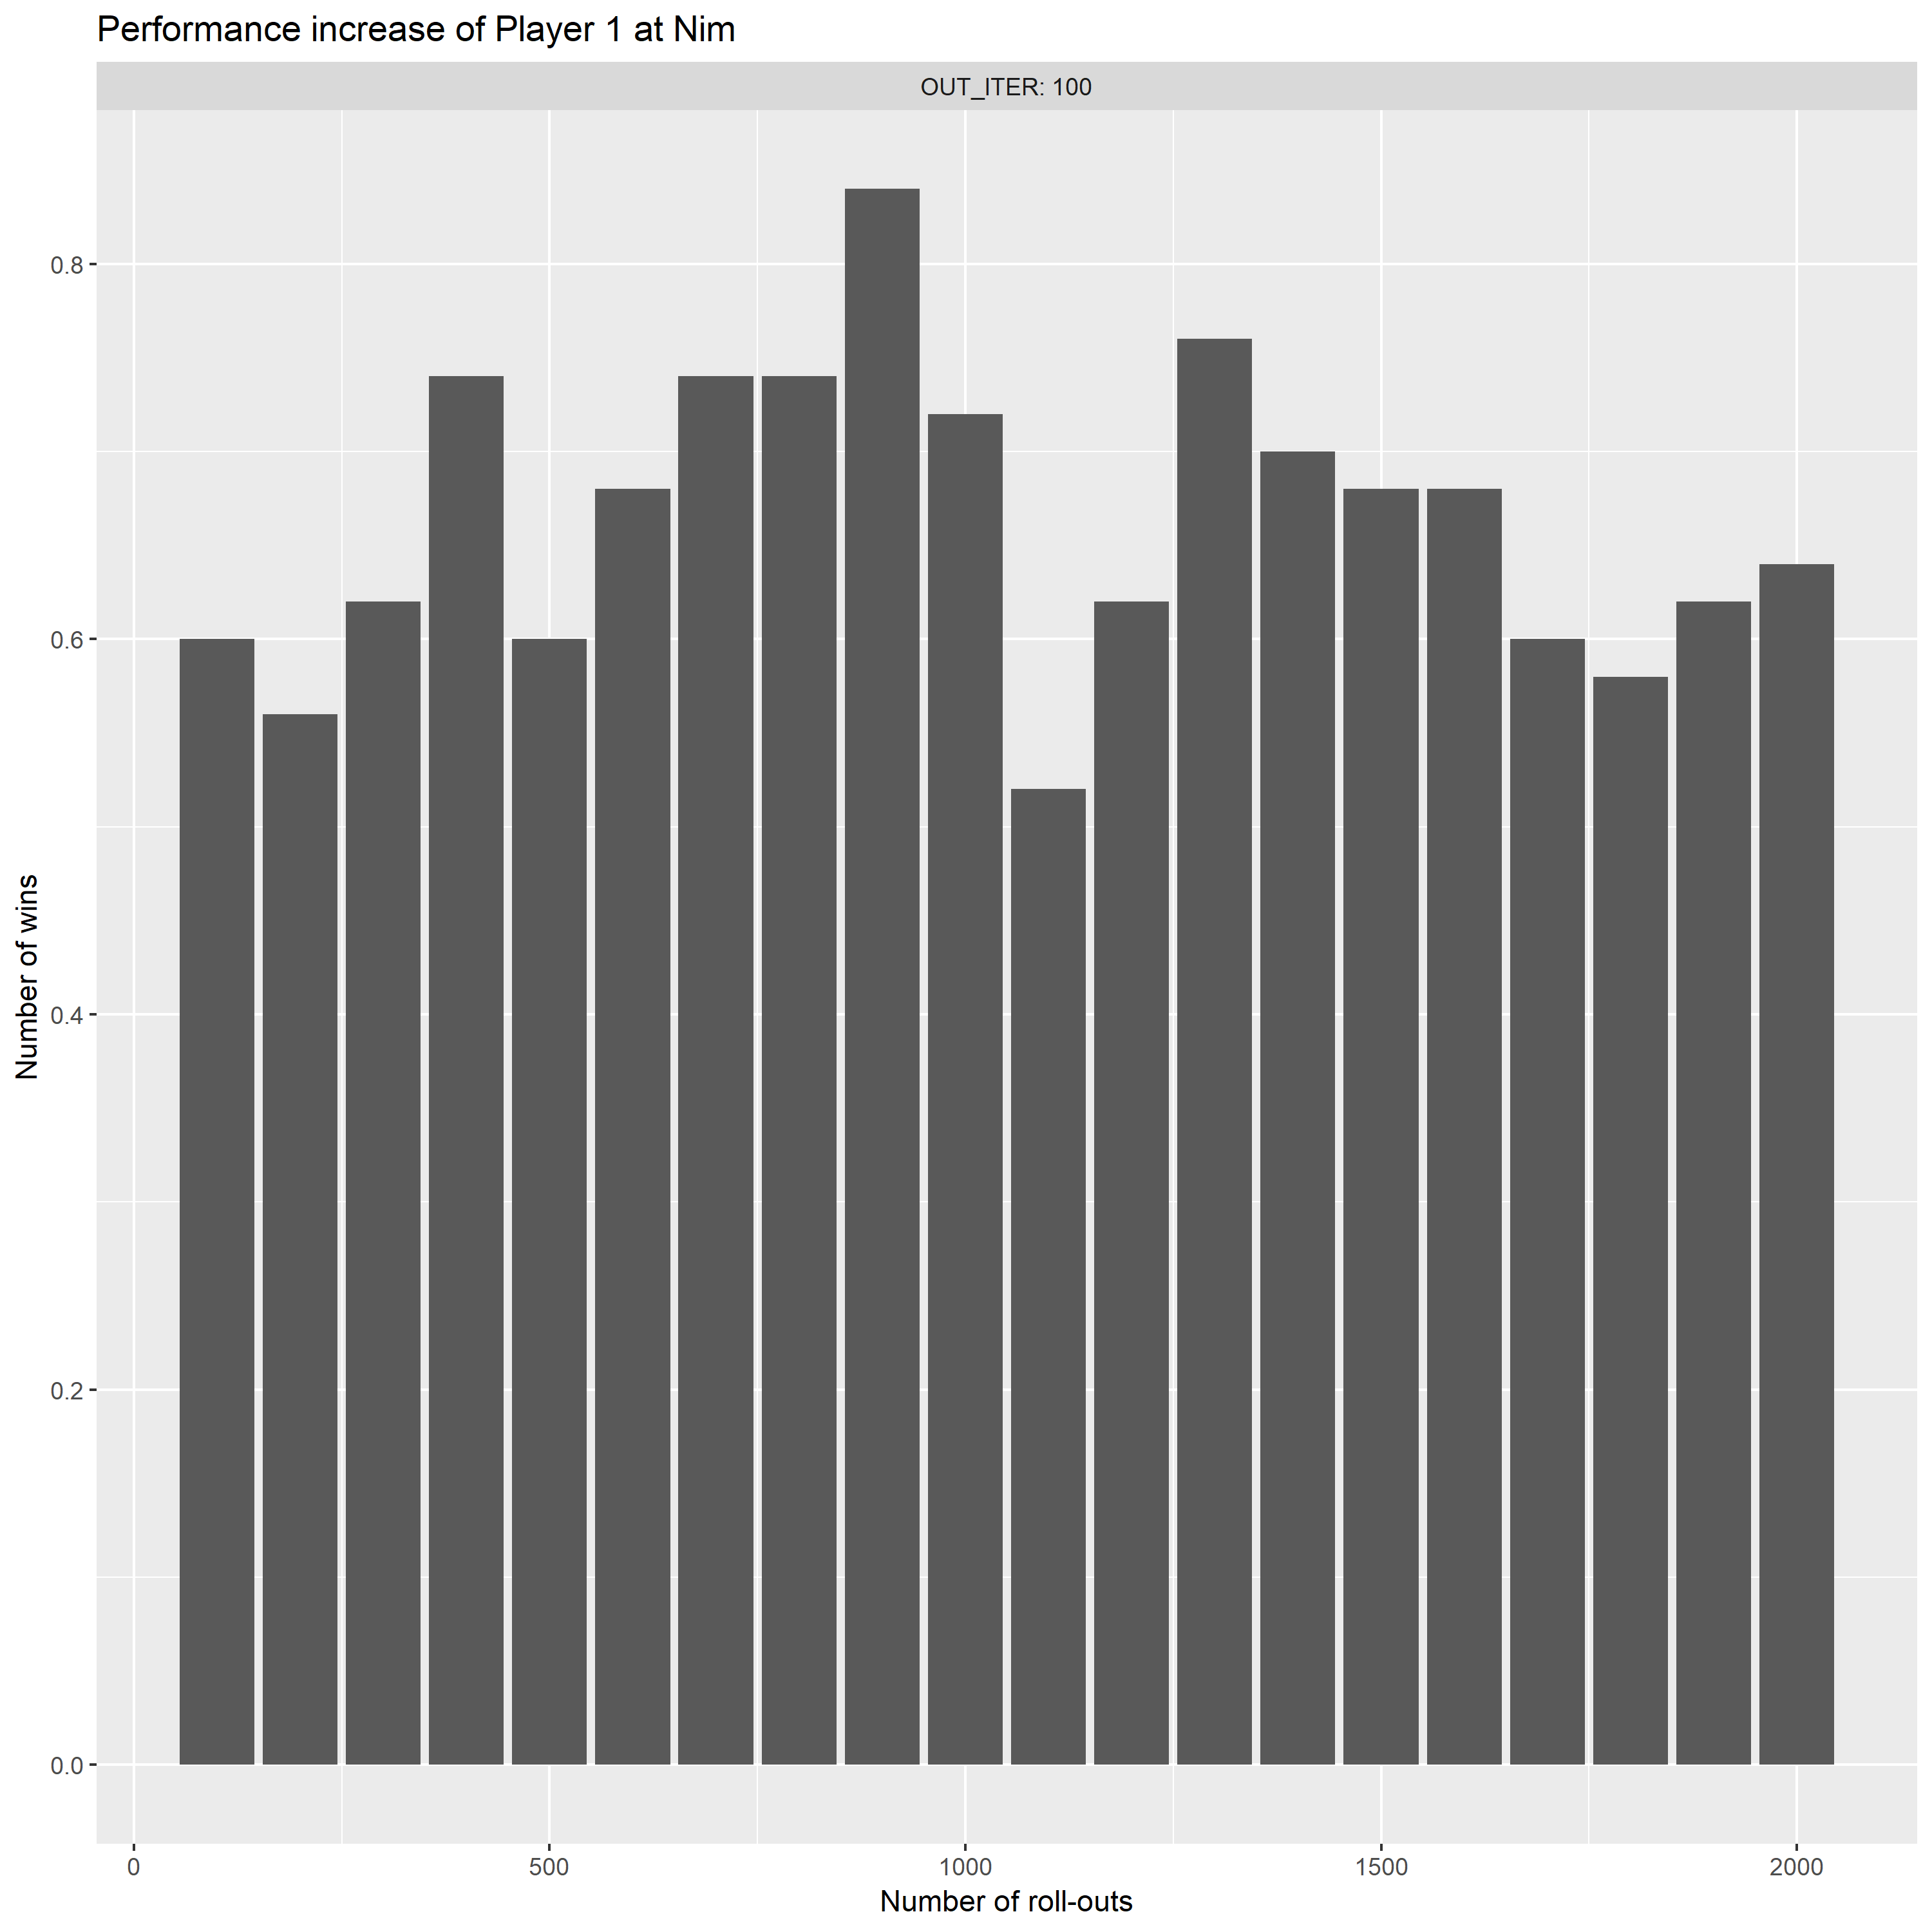 Performance increase of Player 1 at Nim
OUT_ITER: 100
Number of wins
0.8
0.6
0.4
0.2
0.0
0
500
1000
1500
2000
Number of roll-outs